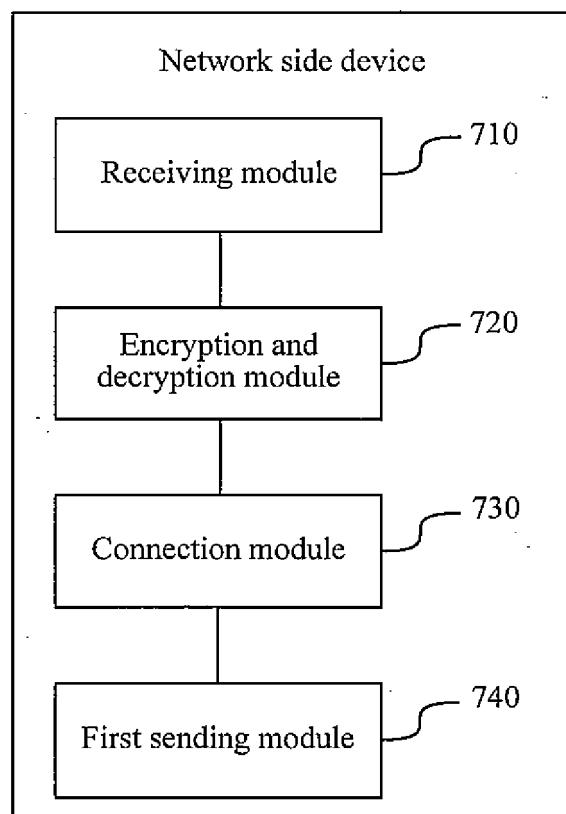 Network side device
Receiving module
710
Encryption and
decryption module
720
Connection module
730
First sending module
740